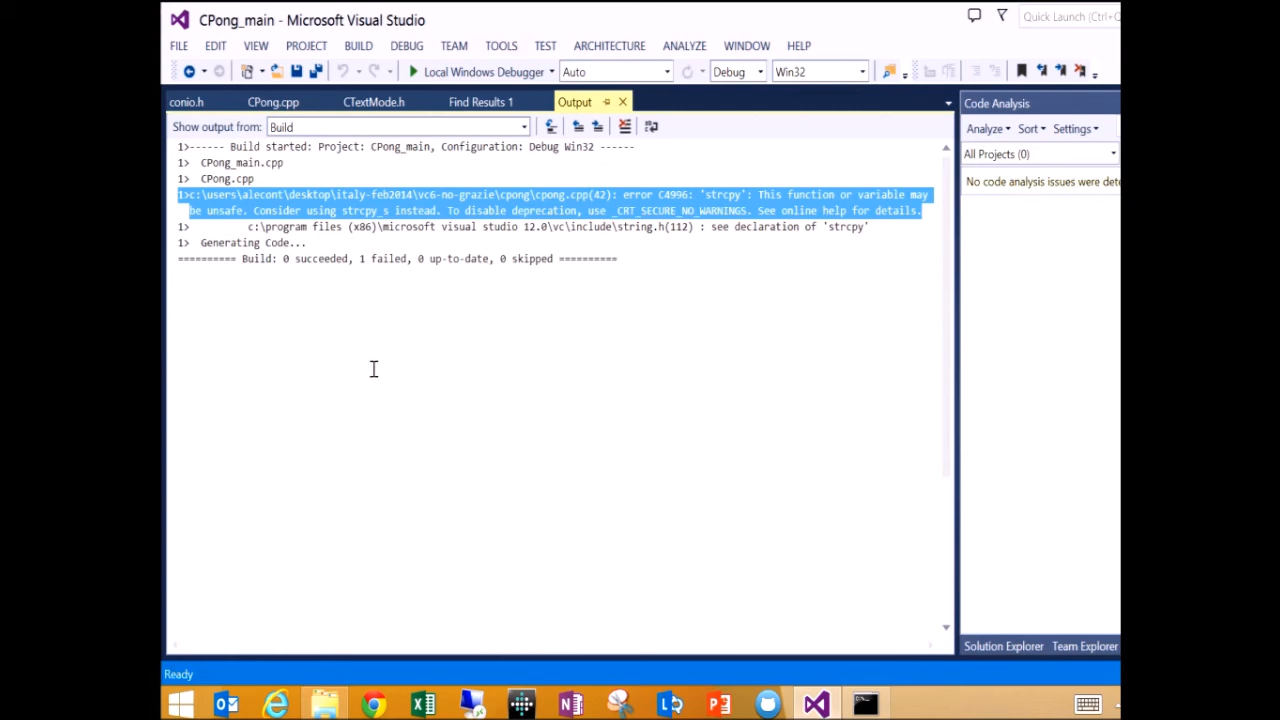 CPong_main - Microsoft Visual Studio
Quick Launch (Ctrl+Q
FILE EDIT VIEW PROJECT BUILD DEBUG TEAM TOOLS TEST ARCHITECTURE ANALYZE WINDOW HELP
Local Windows Debugger Auto Debug Win32
conio.h CPong.cpp CTextMode.h Find Results 1 Output
Code Analysis
Show output from: Build
Analyze Sort Settings
All Projects (0)
No code analysis issues were dete
1>------ Build started: Project: CPong_main, Configuration: Debug Win32 ------
1> CPong_main.cpp
1> CPong.cpp
1>c:\users\alecont\desktop\italy-feb2014\vc6-no-grazie\cpong\cpong.cpp(42): error C4996: 'strcpy': This function or variable may
be unsafe. Consider using strcpy_s instead. To disable deprecation, use _CRT_SECURE_NO_WARNINGS. See online help for details.
1> c:\program files (x86)\microsoft visual studio 12.0\vc\include\string.h(112) : see declaration of 'strcpy'
1> Generating Code...
========== Build: 0 succeeded, 1 failed, 0 up-to-date, 0 skipped ==========
Solution Explorer Team Explorer
Ready